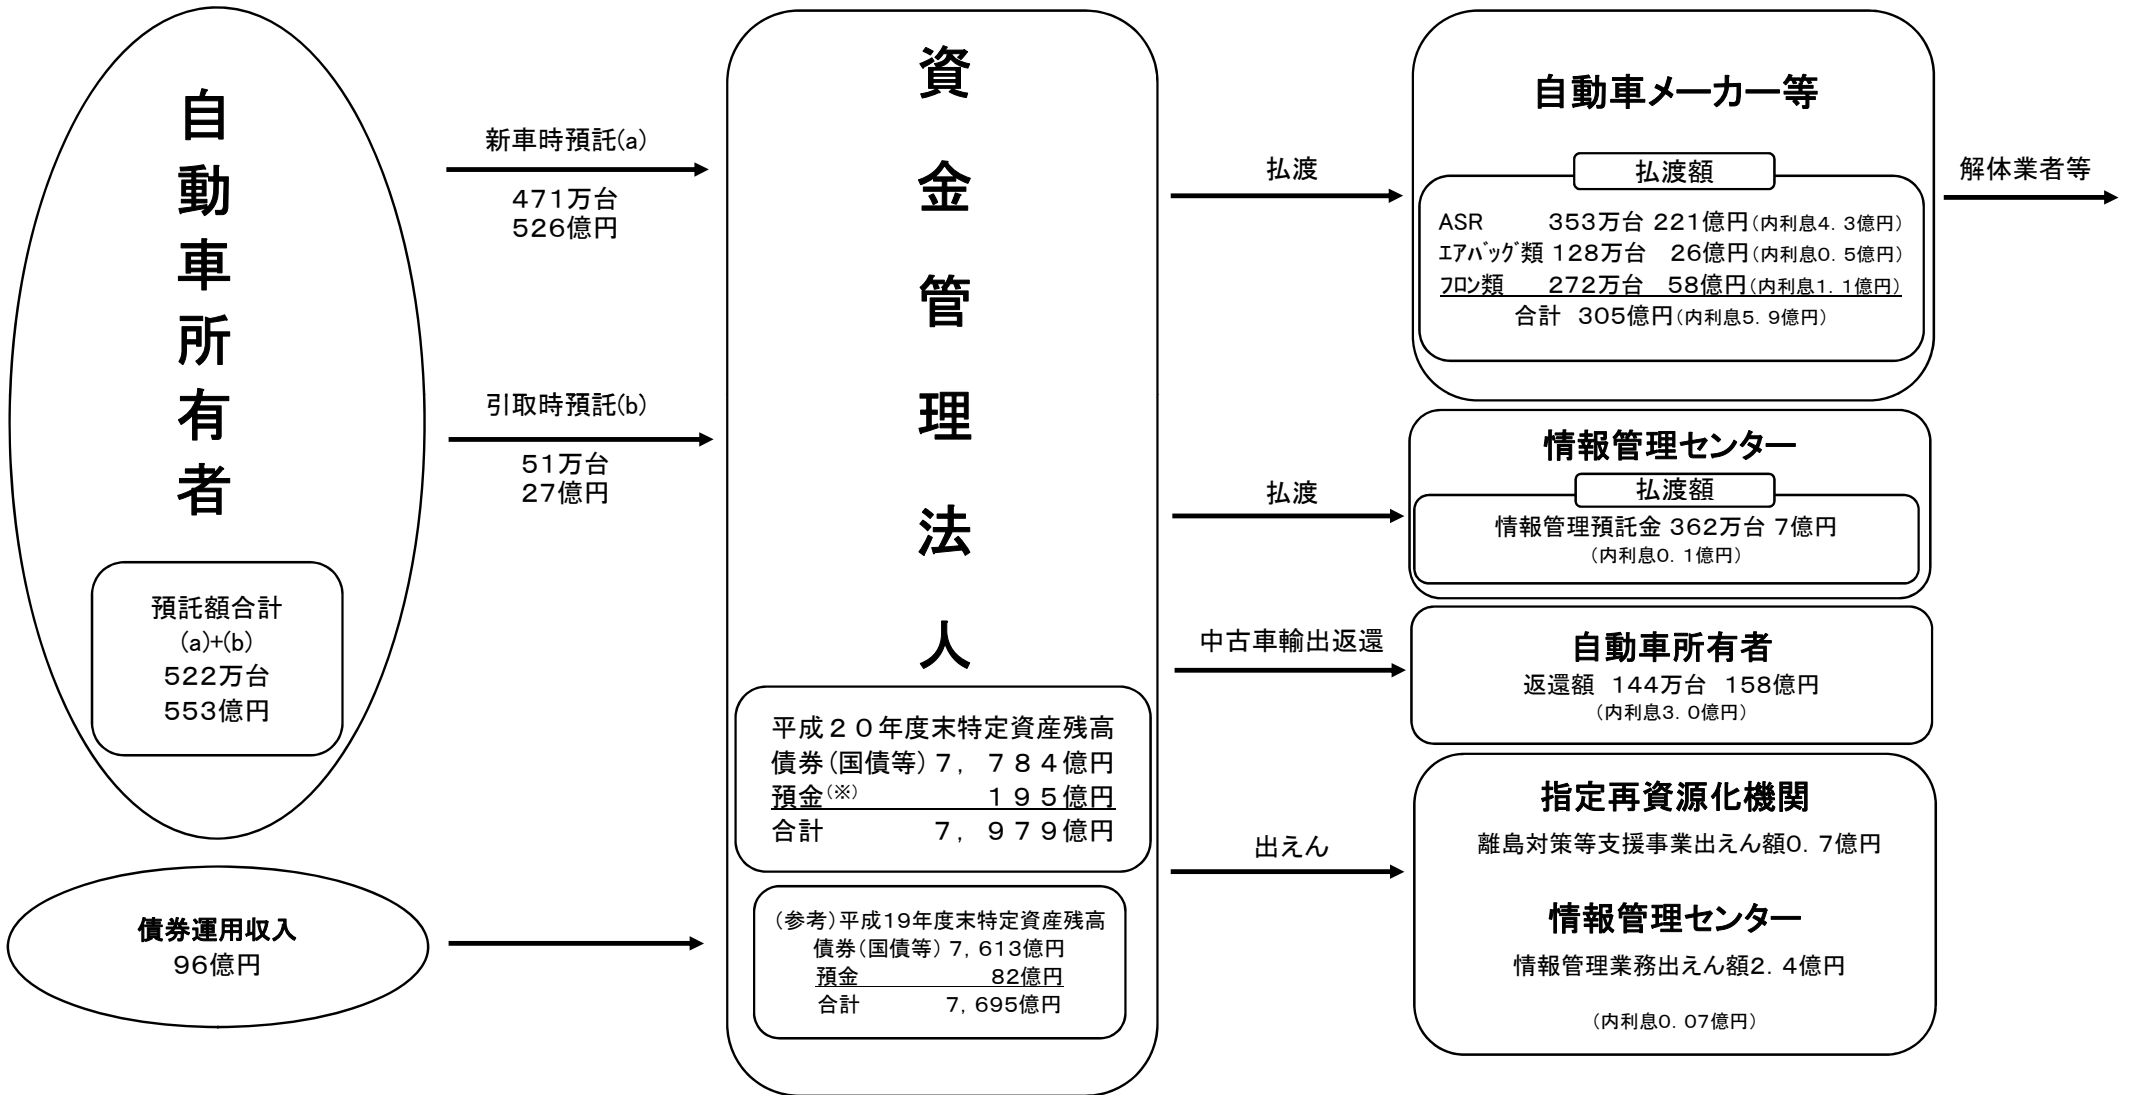 自動車所有者
預託額合計
(a)+(b)
522万台
553億円
債券運用収入
96億円
新車時預託(a)
471万台
526億円
引取時預託(b)
51万台
27億円
資金管理法人
平成２０年度末特定資産残高
債券(国債等) ７，７８４億円
預金(※) １９５億円
合計 ７，９７９億円
(参考)平成19年度末特定資産残高
債券(国債等) 7，613億円
預金 82億円
合計 7，695億円
払渡
払渡
中古車輸出返還
出えん
自動車メーカー等
払渡額
ASR 353万台 221億円(内利息4．3億円)
ｴｱﾊﾞｯｸﾞ類 128万台 26億円(内利息0．5億円)
ﾌﾛﾝ類 272万台 58億円(内利息1．1億円)
合計 305億円(内利息5．9億円)
解体業者等
情報管理センター
払渡額
情報管理預託金 362万台 7億円
(内利息0．1億円)
自動車所有者
返還額 144万台 158億円
(内利息3．0億円)
指定再資源化機関
離島対策等支援事業出えん額0．7億円
情報管理センター
情報管理業務出えん額2．4億円
(内利息0．07億円)